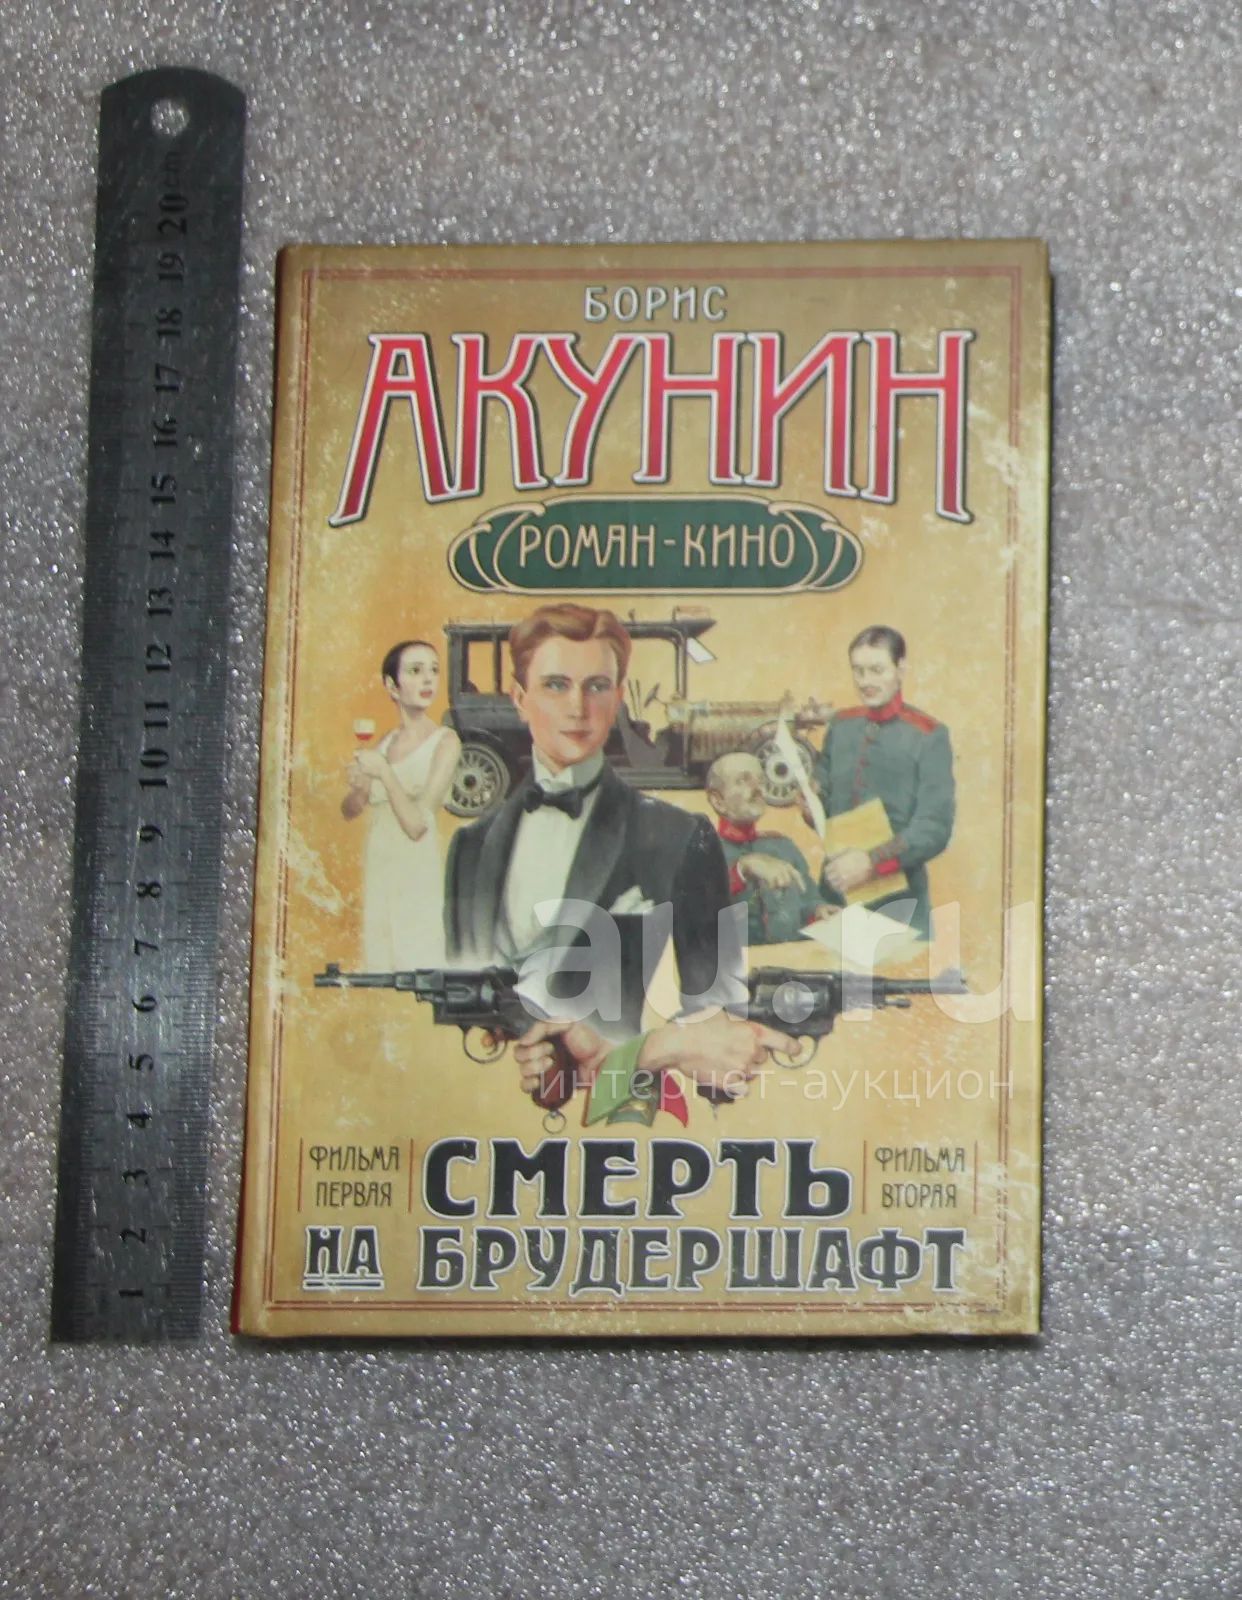 БОРИС
АКУНИН
РОМАН-КИНО
ФИЛЬМА
ПЕРВАЯ
СМЕРТЬ
ФИЛЬМА
ВТОРАЯ
НА БРУДЕРШАФТ
au.ru
интернет-аукцион
1 2 3 4 5 6 7 8 9 10 11 12 13 14 15 16 17 18 19 20cm